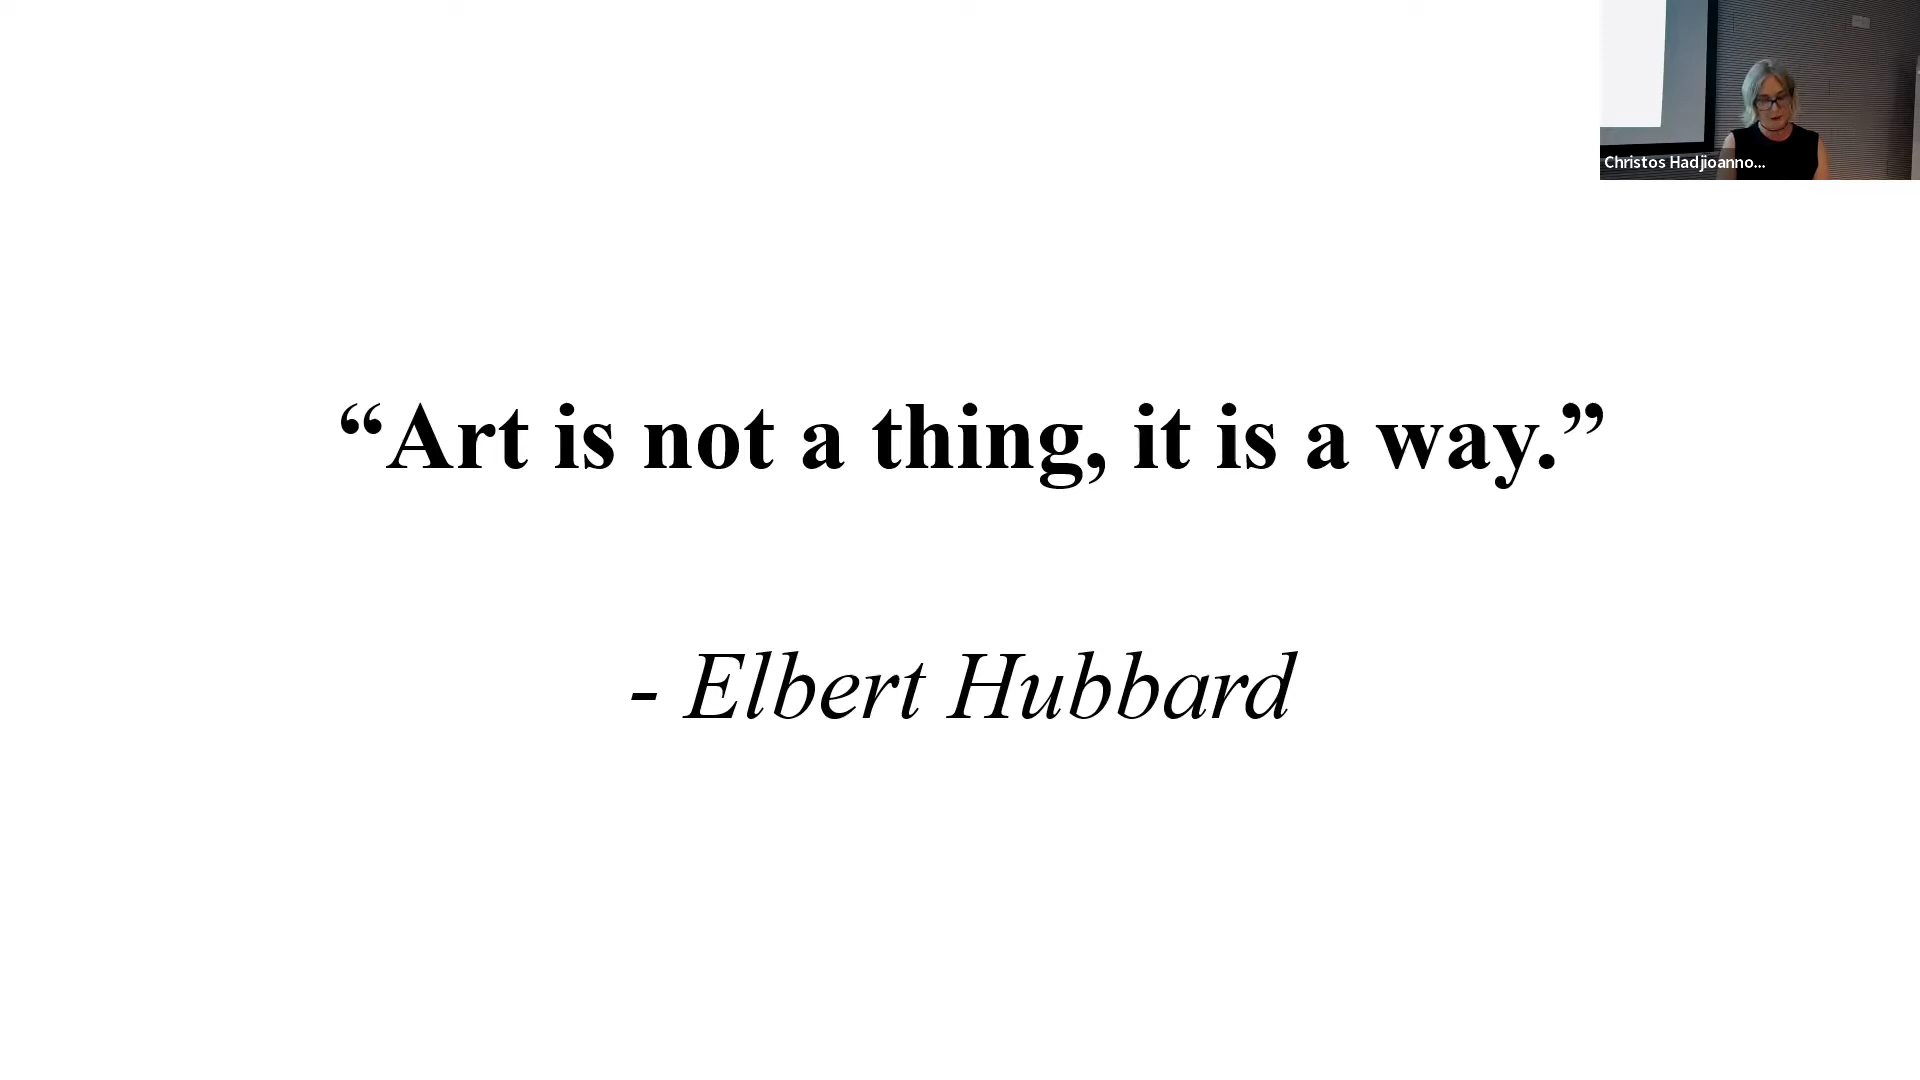 Christos Hadjioanno...
“Art is not a thing, it is a way.”
- Elbert Hubbard